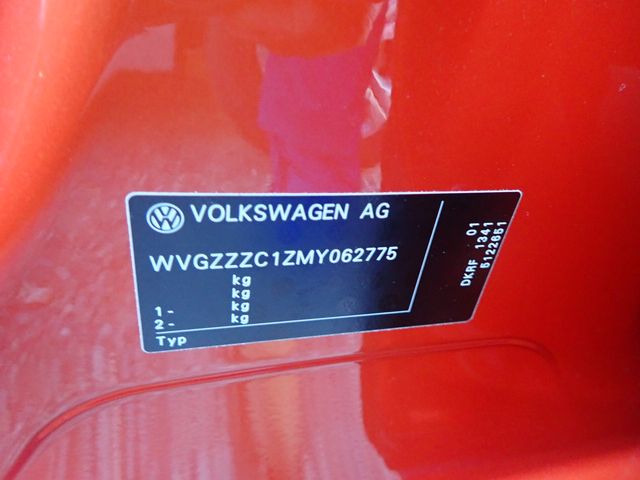 VOLKSWAGEN AG
WVGZZZC1ZMY062775
kg
kg
1- kg
2- kg
Typ
01
DKRF 1341
5122651